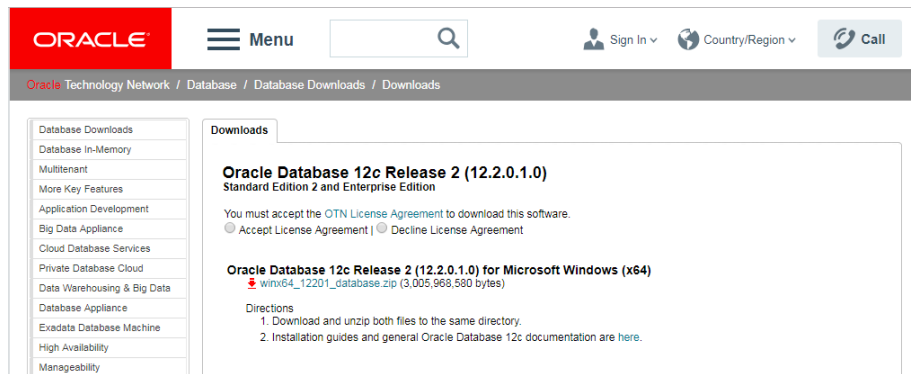 ORACLE
Menu
Sign In
Country/Region
Call
Oracle Technology Network / Database / Database Downloads / Downloads
Database Downloads
Database In-Memory
Multitenant
More Key Features
Application Development
Big Data Appliance
Cloud Database Services
Private Database Cloud
Data Warehousing & Big Data
Database Appliance
Exadata Database Machine
High Availability
Manageability
Downloads
Oracle Database 12c Release 2 (12.2.0.1.0)
Standard Edition 2 and Enterprise Edition
You must accept the OTN License Agreement to download this software.
Accept License Agreement | Decline License Agreement
Oracle Database 12c Release 2 (12.2.0.1.0) for Microsoft Windows (x64)
winx64_12201_database.zip (3,005,968,580 bytes)
Directions
1. Download and unzip both files to the same directory.
2. Installation guides and general Oracle Database 12c documentation are here.